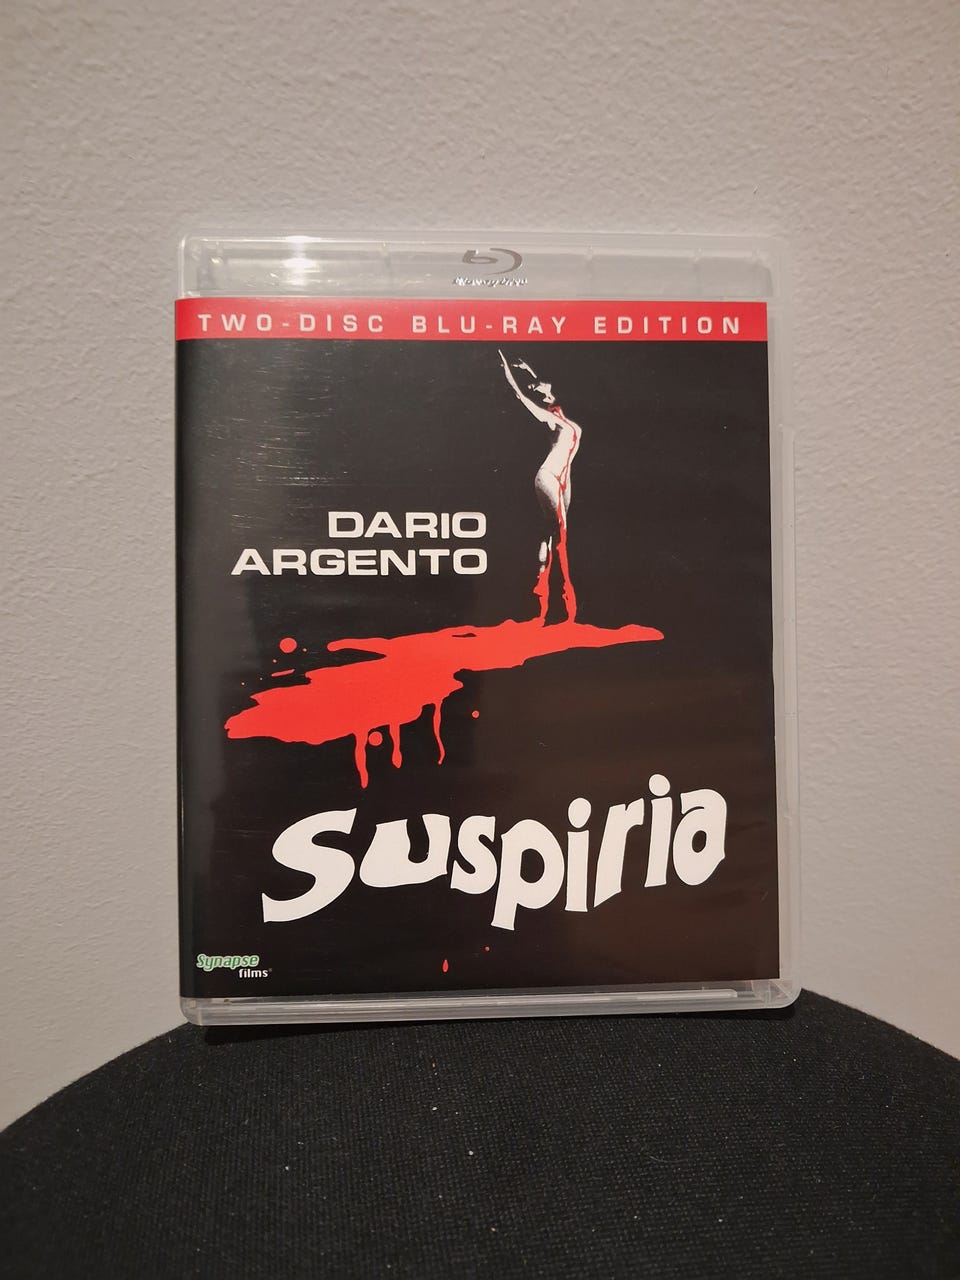 TWO-DISC BLU-RAY EDITION
DARIO
ARGENTO
Suspiria
Synapse
films®